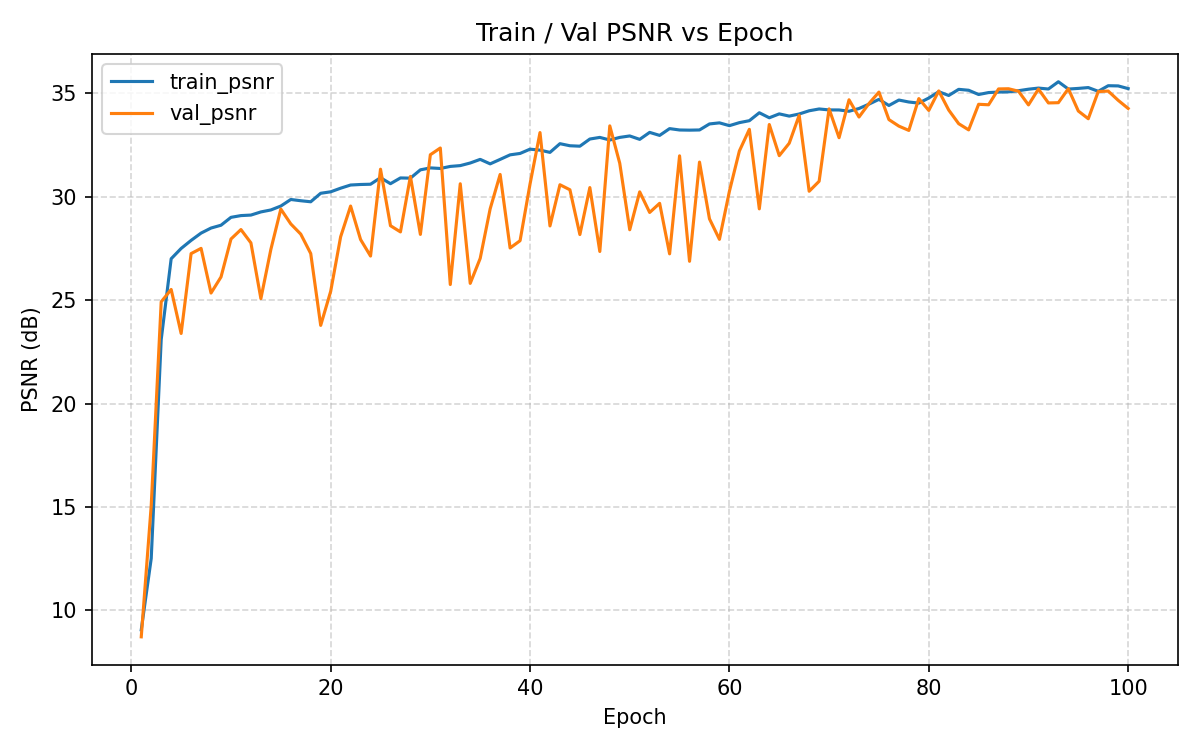 Train / Val PSNR vs Epoch
train_psnr
val_psnr
PSNR (dB)
35
30
25
20
15
10
0 20 40 60 80 100
Epoch